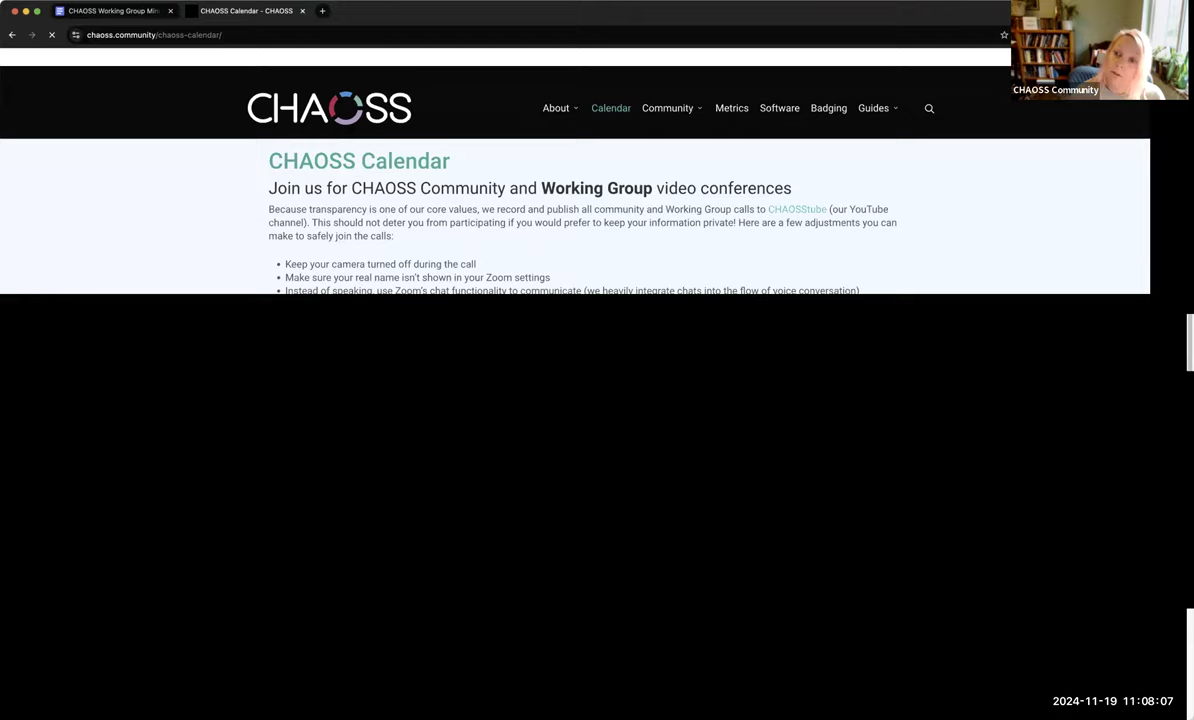 CHAOSS Working Group Min
CHAOSS Calendar - CHAOSS
chaoss.community/chaoss-calendar/
CHAOSS Community
CHAOSS
About
Calendar
Community
Metrics
Software
Badging
Guides
CHAOSS Calendar
Join us for CHAOSS Community and Working Group video conferences
Because transparency is one of our core values, we record and publish all community and Working Group calls to CHAOSStube (our YouTube
channel). This should not deter you from participating if you would prefer to keep your information private! Here are a few adjustments you can
make to safely join the calls:
• Keep your camera turned off during the call
• Make sure your real name isn't shown in your Zoom settings
• Instead of speaking, use Zoom's chat functionality to communicate (we heavily integrate chats into the flow of voice conversation)
2024-11-19 11:08:07